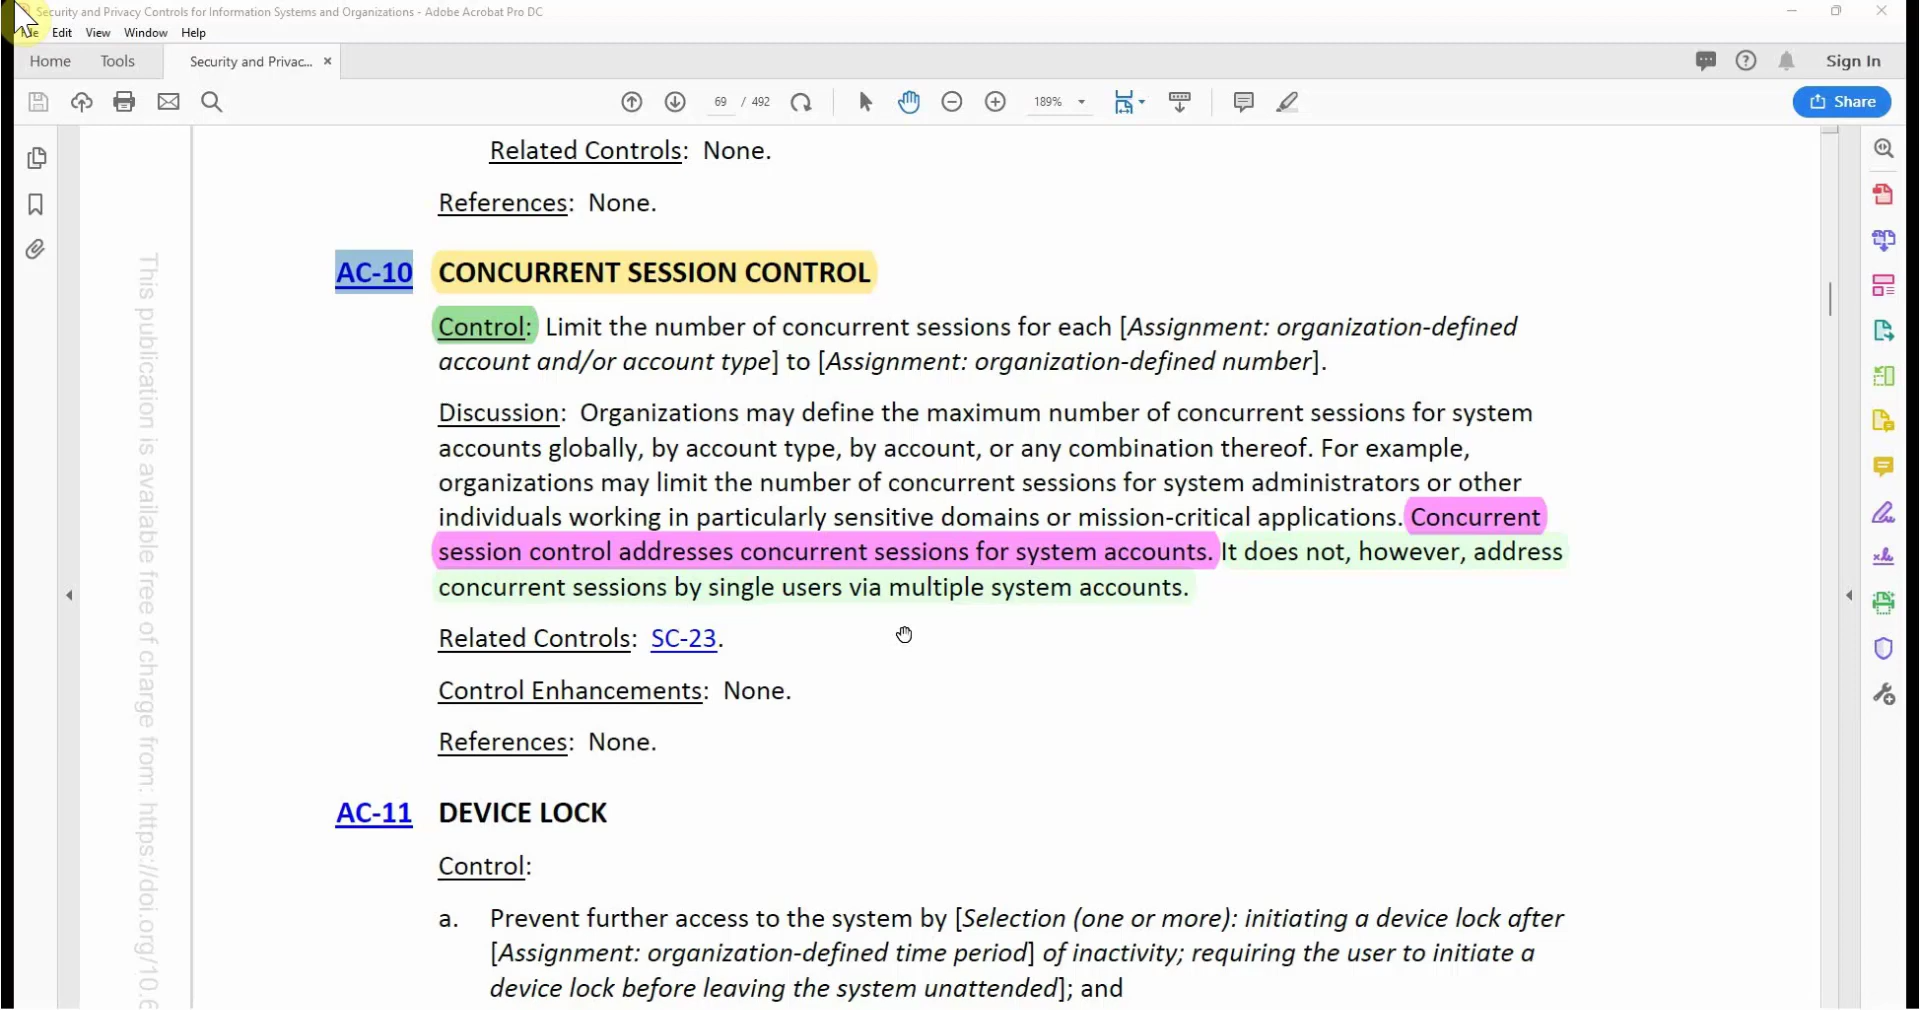 Security and Privacy Controls for Information Systems and Organizations - Adobe Acrobat Pro DC
File Edit View Window Help
Home Tools Security and Privac... × Sign In
69 / 492 189% Share
Related Controls: None.
References: None.
AC-10 CONCURRENT SESSION CONTROL
Control: Limit the number of concurrent sessions for each [Assignment: organization-defined
account and/or account type] to [Assignment: organization-defined number].
Discussion: Organizations may define the maximum number of concurrent sessions for system
accounts globally, by account type, by account, or any combination thereof. For example,
organizations may limit the number of concurrent sessions for system administrators or other
individuals working in particularly sensitive domains or mission-critical applications. Concurrent
session control addresses concurrent sessions for system accounts. It does not, however, address
concurrent sessions by single users via multiple system accounts.
Related Controls: SC-23.
Control Enhancements: None.
References: None.
AC-11 DEVICE LOCK
Control:
a. Prevent further access to the system by [Selection (one or more): initiating a device lock after
[Assignment: organization-defined time period] of inactivity; requiring the user to initiate a
device lock before leaving the system unattended]; and
This publication is available free of charge from: https://doi.org/10.6